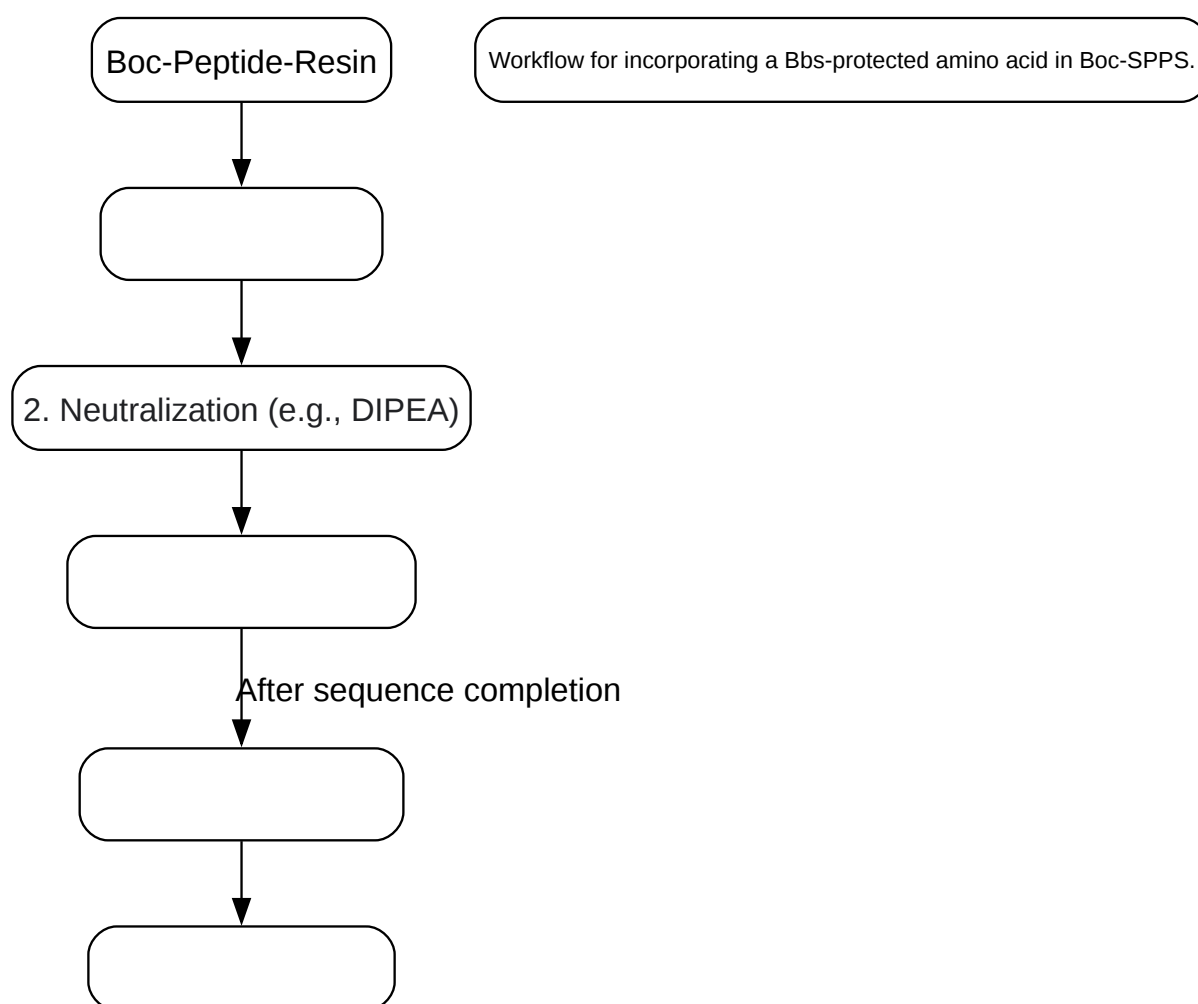 Boc-Peptide-Resin
Workflow for incorporating a Bbs-protected amino acid in Boc-SPPS.
2. Neutralization (e.g., DIPEA)
After sequence completion